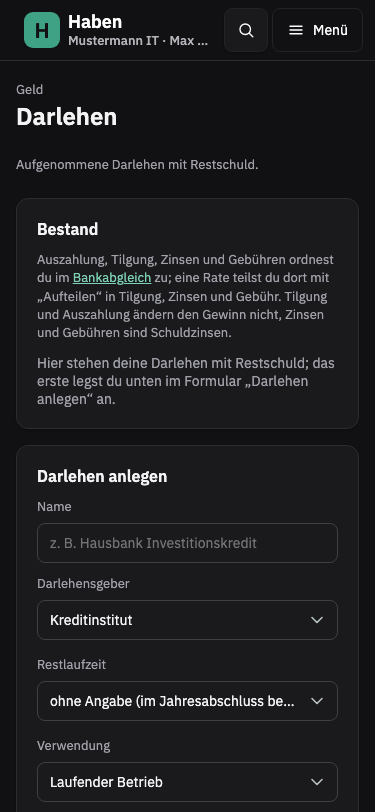 H
Haben
Mustermann IT · Max ...
Menü
Geld
Darlehen
Aufgenommene Darlehen mit Restschuld.
Bestand
Auszahlung, Tilgung, Zinsen und Gebühren ordnest
du im Bankabgleich zu; eine Rate teilst du dort mit
„Aufteilen“ in Tilgung, Zinsen und Gebühr. Tilgung
und Auszahlung ändern den Gewinn nicht, Zinsen
und Gebühren sind Schuldzinsen.
Hier stehen deine Darlehen mit Restschuld; das
erste legst du unten im Formular „Darlehen
anlegen“ an.
Darlehen anlegen
Name
z. B. Hausbank Investitionskredit
Darlehensgeber
Kreditinstitut
Restlaufzeit
ohne Angabe (im Jahresabschluss be...
Verwendung
Laufender Betrieb